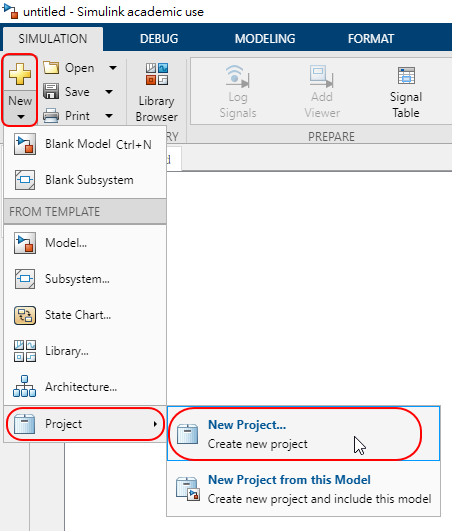 untitled - Simulink academic use
SIMULATION DEBUG MODELING FORMAT
New
Open
Save
Print
Library
Browser
Log
Signals
Add
Viewer
Signal
Table
RY PREPARE
Blank Model Ctrl+N
Blank Subsystem
FROM TEMPLATE
Model...
Subsystem...
State Chart...
Library...
Architecture...
Project
New Project...
Create new project
New Project from this Model
Create new project and include this model